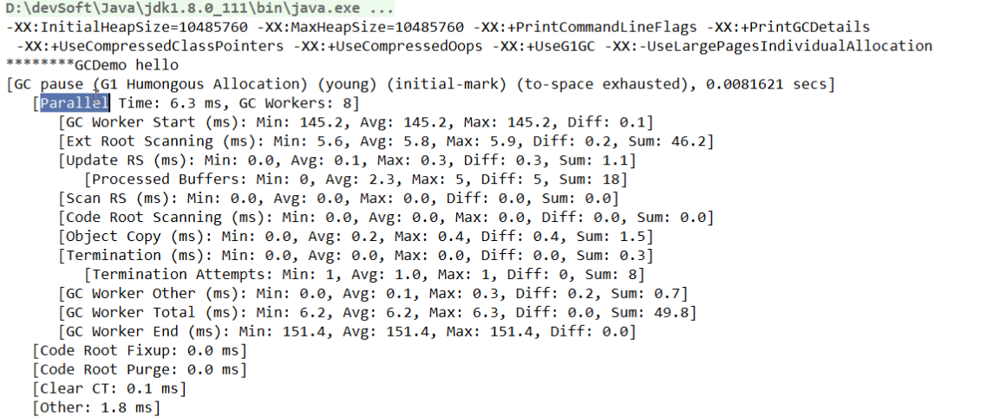 D:\devSoft\Java\jdk1.8.0_111\bin\java.exe ...
-XX:InitialHeapSize=10485760 -XX:MaxHeapSize=10485760 -XX:+PrintCommandLineFlags -XX:+PrintGCDetails
-XX:+UseCompressedClassPointers -XX:+UseCompressedOops -XX:+UseG1GC -XX:-UseLargePagesIndividualAllocation
********GCDemo hello
[GC pause (G1 Humongous Allocation) (young) (initial-mark) (to-space exhausted), 0.0081621 secs]
[Parallel Time: 6.3 ms, GC Workers: 8]
[GC Worker Start (ms): Min: 145.2, Avg: 145.2, Max: 145.2, Diff: 0.1]
[Ext Root Scanning (ms): Min: 5.6, Avg: 5.8, Max: 5.9, Diff: 0.2, Sum: 46.2]
[Update RS (ms): Min: 0.0, Avg: 0.1, Max: 0.3, Diff: 0.3, Sum: 1.1]
[Processed Buffers: Min: 0, Avg: 2.3, Max: 5, Diff: 5, Sum: 18]
[Scan RS (ms): Min: 0.0, Avg: 0.0, Max: 0.0, Diff: 0.0, Sum: 0.0]
[Code Root Scanning (ms): Min: 0.0, Avg: 0.0, Max: 0.0, Diff: 0.0, Sum: 0.0]
[Object Copy (ms): Min: 0.0, Avg: 0.2, Max: 0.4, Diff: 0.4, Sum: 1.5]
[Termination (ms): Min: 0.0, Avg: 0.0, Max: 0.0, Diff: 0.0, Sum: 0.3]
[Termination Attempts: Min: 1, Avg: 1.0, Max: 1, Diff: 0, Sum: 8]
[GC Worker Other (ms): Min: 0.0, Avg: 0.1, Max: 0.3, Diff: 0.2, Sum: 0.7]
[GC Worker Total (ms): Min: 6.2, Avg: 6.2, Max: 6.3, Diff: 0.0, Sum: 49.8]
[GC Worker End (ms): Min: 151.4, Avg: 151.4, Max: 151.4, Diff: 0.0]
[Code Root Fixup: 0.0 ms]
[Code Root Purge: 0.0 ms]
[Clear CT: 0.1 ms]
[Other: 1.8 ms]